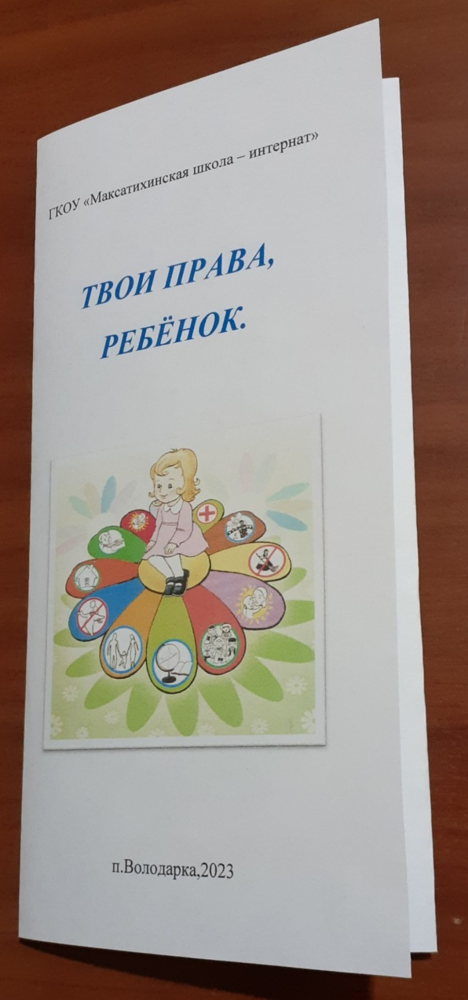 ГКОУ «Максатихинская школа – интернат»
ТВОИ ПРАВА,
РЕБЁНОК.
п.Володарка,2023